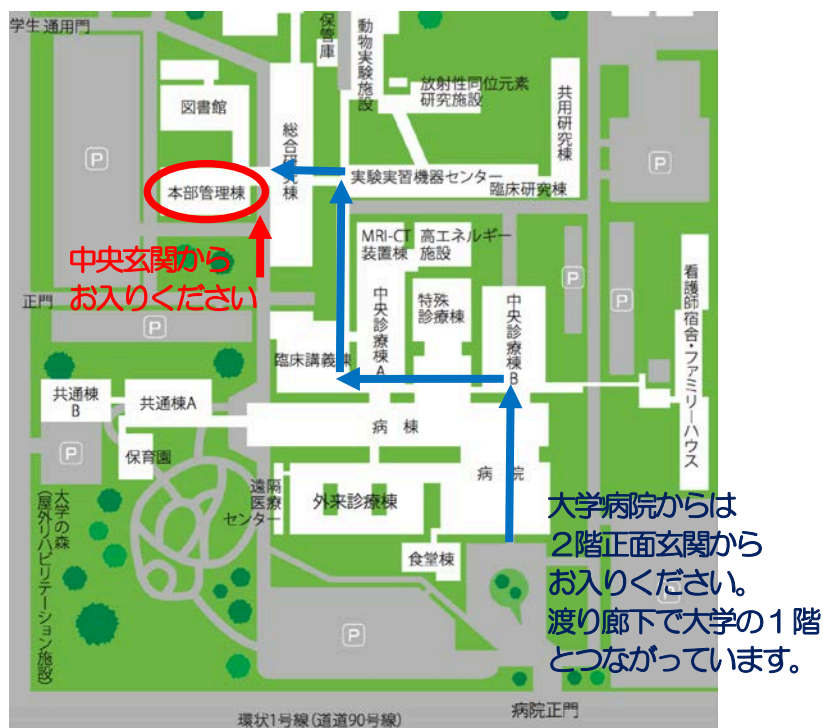 学生通用門
保管庫
動物実験施設
放射性同位元素
研究施設
共用研究棟
図書館
総合研究棟
P
P
本部管理棟
実験実習機器センター
臨床研究棟
中央玄関から
お入りください
MRI-CT
装置棟
高エネルギー
施設
正門
P
P
中央診療棟A
特殊
診療棟
中央診療棟B
看護師宿舎・ファミリーハウス
臨床講義棟
共通棟
B
共通棟A
病棟
P
保育園
病院
遠隔
医療
センター
外来診療棟
大学の森
(屋外リハビリテーション施設)
食堂棟
大学病院からは
2階正面玄関から
お入りください。
渡り廊下で大学の1階
とつながっています。
P
P
病院正門
環状1号線(道道90号線)